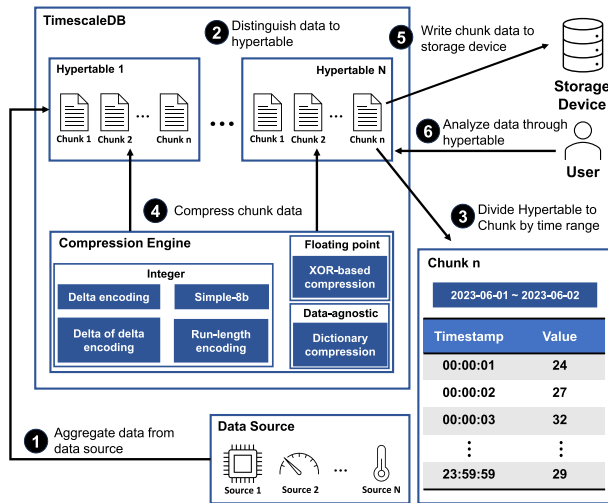 TimescaleDB
2 Distinguish data to
hypertable
5 Write chunk data to
storage device
Storage
Device
Hypertable 1
Chunk 1 Chunk 2 ... Chunk n
...
Hypertable N
Chunk 1 Chunk 2 ... Chunk n
6 Analyze data through
hypertable
User
4 Compress chunk data
3 Divide Hypertable to
Chunk by time range
Compression Engine
Integer
Delta encoding
Simple-8b
Delta of delta
encoding
Run-length
encoding
Floating point
XOR-based
compression
Data-agnostic
Dictionary
compression
Chunk n
2023-06-01 ~ 2023-06-02
Timestamp Value
00:00:01 24
00:00:02 27
00:00:03 32
⋮ ⋮
23:59:59 29
1 Aggregate data from
data source
Data Source
...
Source 1 Source 2 Source N